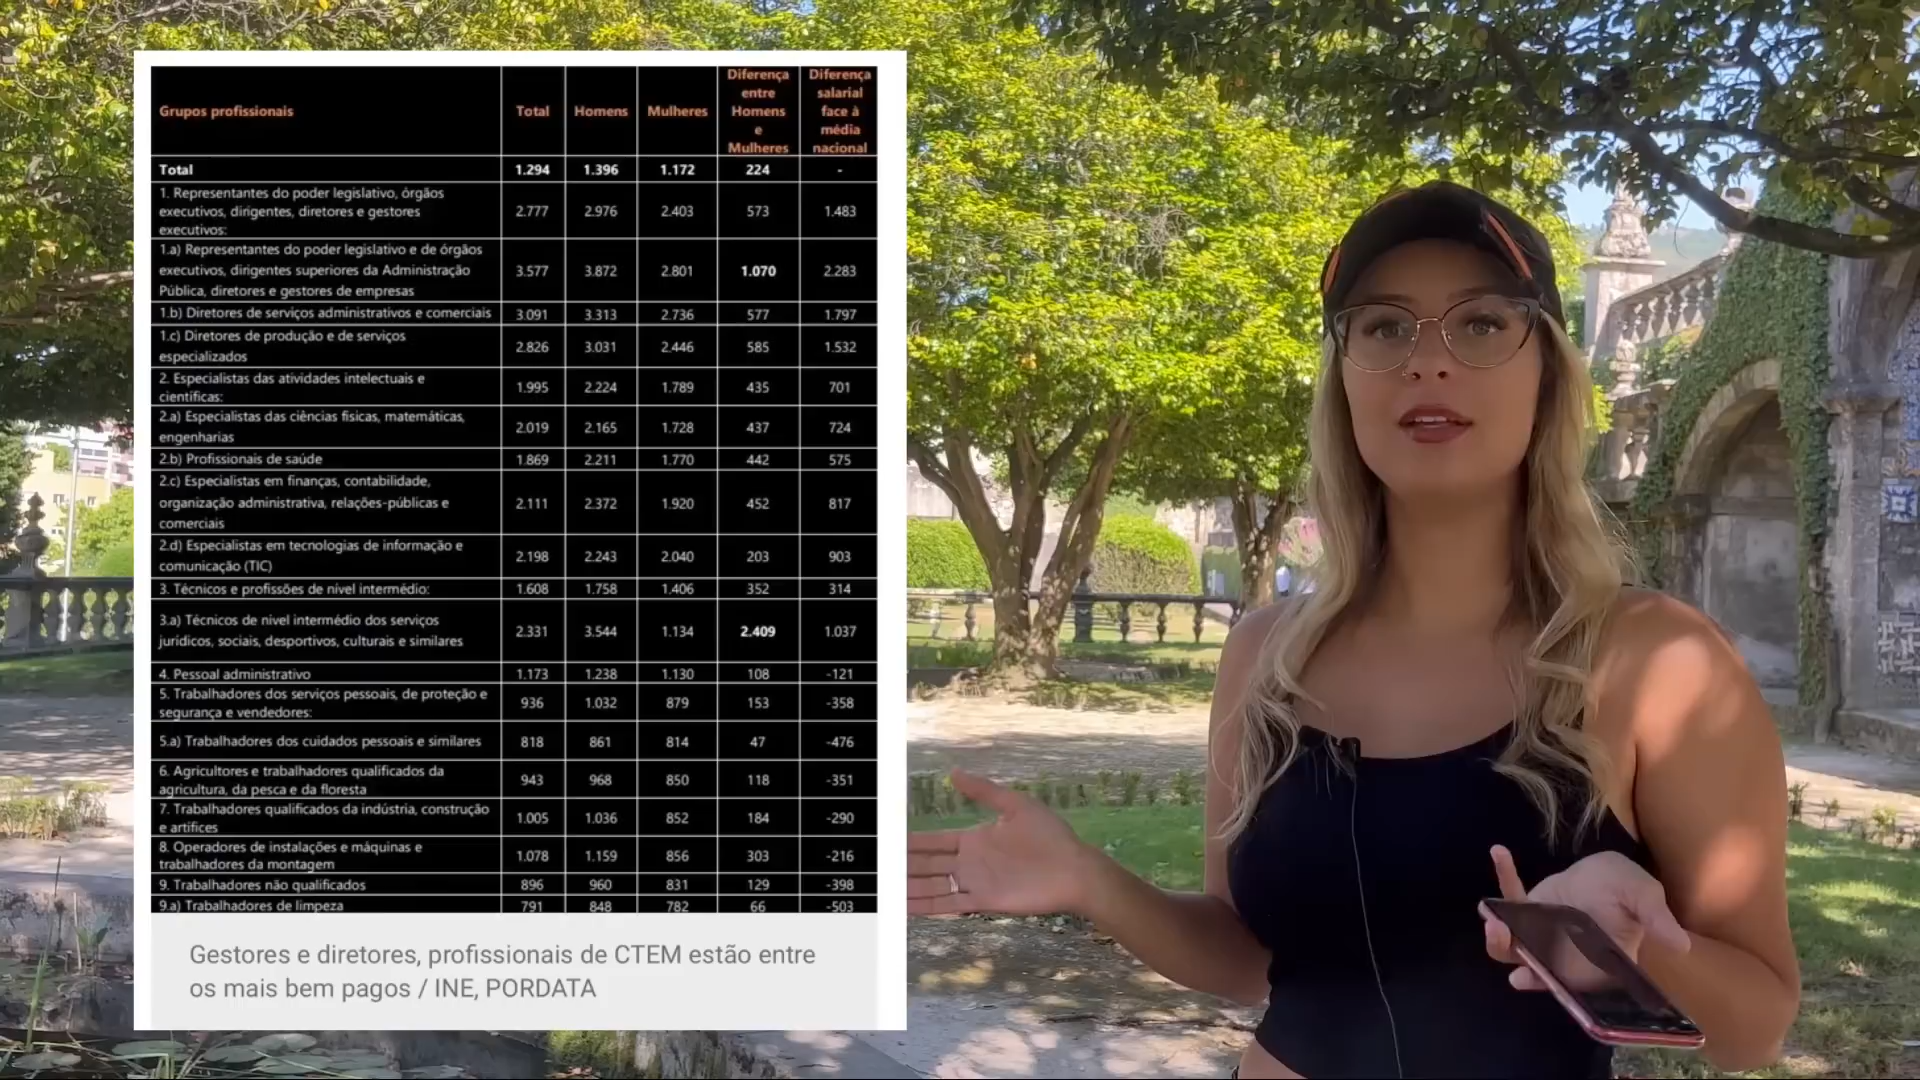 Grupos profissionais Total Homens Mulheres Diferença entre Homens e Mulheres Diferença salarial face à média nacional
Total 1.294 1.396 1.172 224 -
1. Representantes do poder legislativo, órgãos
executivos, dirigentes, diretores e gestores 2.777 2.976 2.403 573 1.483
executivos:
1.a) Representantes do poder legislativo e de órgãos
executivos, dirigentes superiores da Administração 3.577 3.872 2.801 1.070 2.283
Pública, diretores e gestores de empresas
1.b) Diretores de serviços administrativos e comerciais 3.091 3.313 2.736 577 1.797
1.c) Diretores de produção e de serviços
especializados 2.826 3.031 2.446 585 1.532
2. Especialistas das atividades intelectuais e
científicas: 1.995 2.224 1.789 435 701
2.a) Especialistas das ciências físicas, matemáticas,
engenharias 2.019 2.165 1.728 437 724
2.b) Profissionais de saúde 1.869 2.211 1.770 442 575
2.c) Especialistas em finanças, contabilidade,
organização administrativa, relações-públicas e 2.111 2.372 1.920 452 817
comerciais
2.d) Especialistas em tecnologias de informação e
comunicação (TIC) 2.198 2.243 2.040 203 903
3. Técnicos e profissões de nível intermédio: 1.608 1.758 1.406 352 314
3.a) Técnicos de nível intermédio dos serviços
jurídicos, sociais, desportivos, culturais e similares 2.331 3.544 1.134 2.409 1.037
4. Pessoal administrativo 1.173 1.238 1.130 108 -121
5. Trabalhadores dos serviços pessoais, de proteção e
segurança e vendedores: 936 1.032 879 153 -358
5.a) Trabalhadores dos cuidados pessoais e similares 818 861 814 47 -476
6. Agricultores e trabalhadores qualificados da
agricultura, da pesca e da floresta 943 968 850 118 -351
7. Trabalhadores qualificados da indústria, construção
e artífices 1.005 1.036 852 184 -290
8. Operadores de instalações e máquinas e
trabalhadores da montagem 1.078 1.159 856 303 -216
9. Trabalhadores não qualificados 896 960 831 129 -398
9.a) Trabalhadores de limpeza 791 848 782 66 -503
Gestores e diretores, profissionais de CTEM estão entre
os mais bem pagos / INE, PORDATA